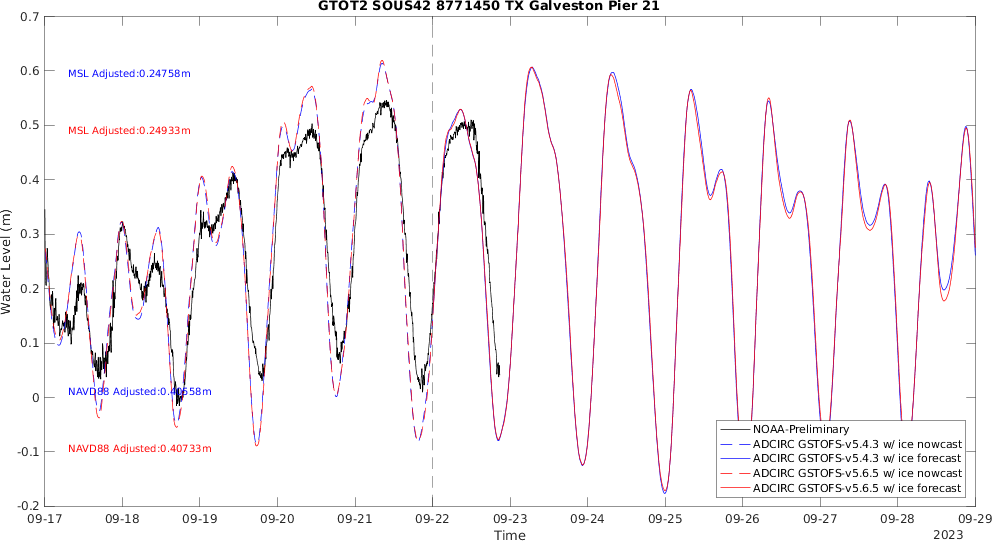 GTOT2 SOUS42 8771450 TX Galveston Pier 21
0.7
0.6
0.5
0.4
0.3
0.2
0.1
0
-0.1
-0.2
Water Level (m)
MSL Adjusted:0.24758m
MSL Adjusted:0.24933m
NAVD88 Adjusted:0.40558m
NAVD88 Adjusted:0.40733m
NOAA-Preliminary
ADCIRC GSTOFS-v5.4.3 w/ ice nowcast
ADCIRC GSTOFS-v5.4.3 w/ ice forecast
ADCIRC GSTOFS-v5.6.5 w/ ice nowcast
ADCIRC GSTOFS-v5.6.5 w/ ice forecast
09-17 09-18 09-19 09-20 09-21 09-22 09-23 09-24 09-25 09-26 09-27 09-28 09-29
Time
2023